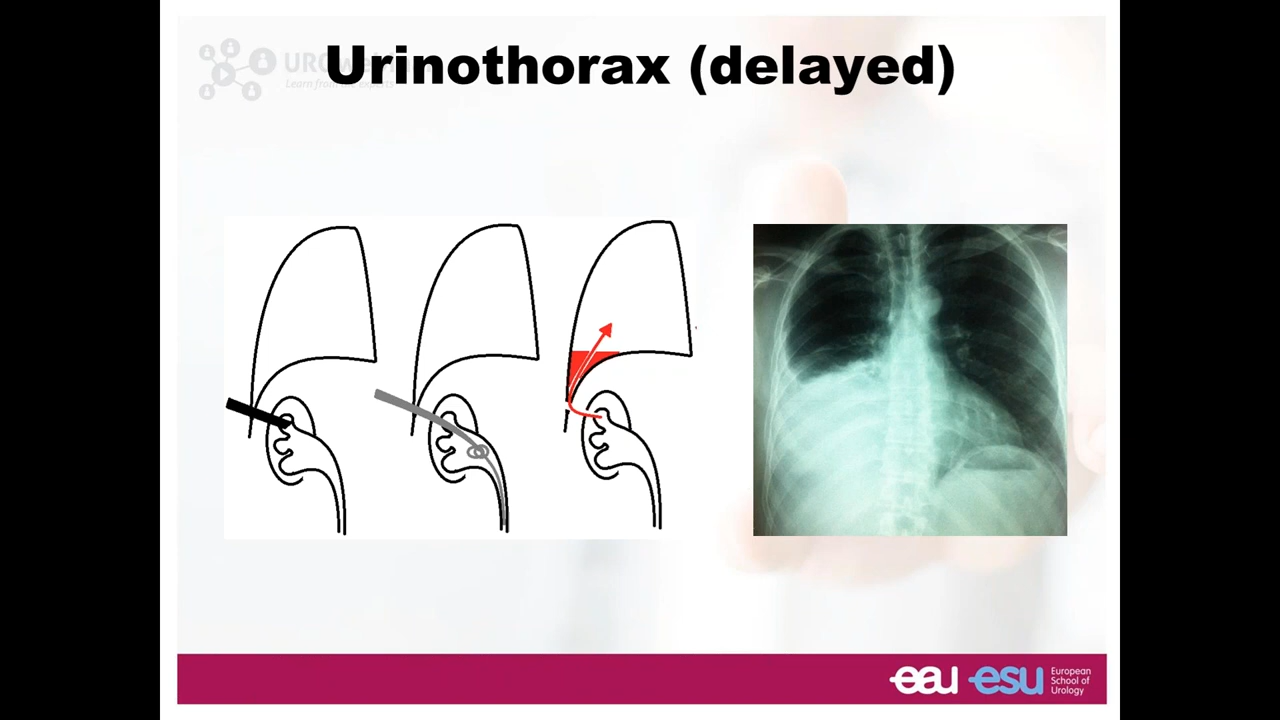 Urinothorax (delayed)
eau esu
European
School of
Urology